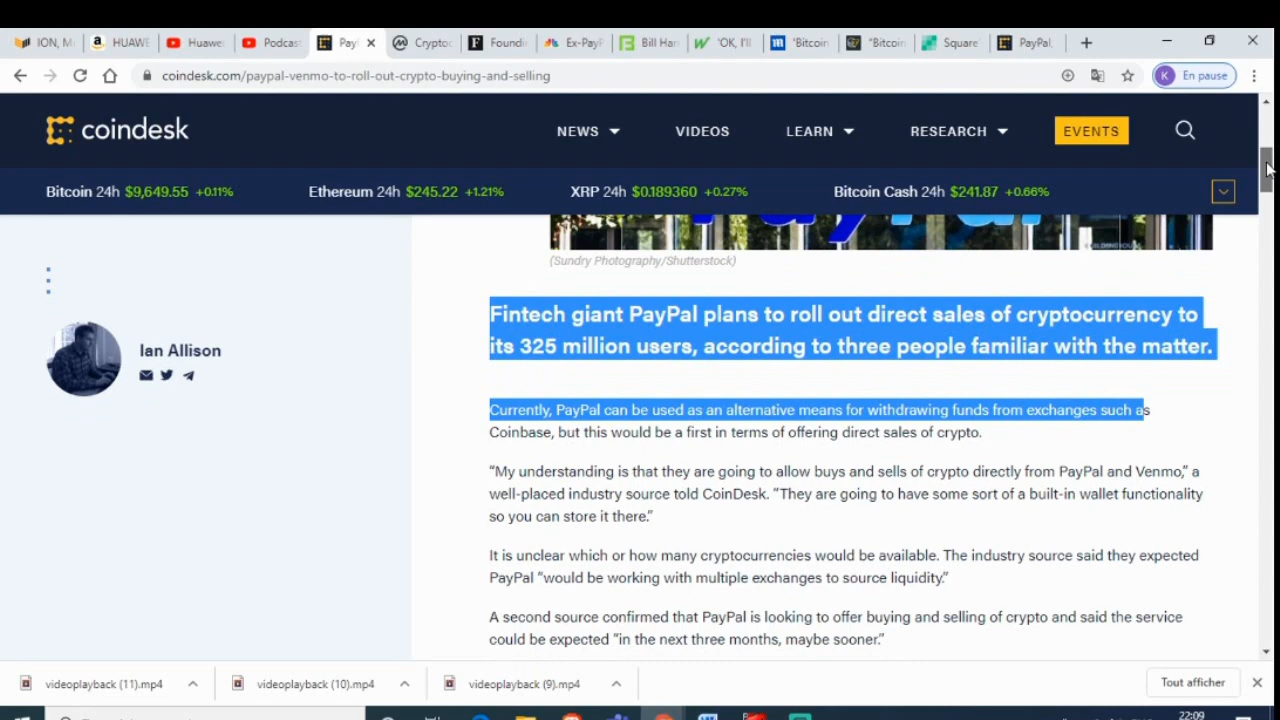 ION, M
HUAWE
Huawe
Podcas
Pay
Crypto
Foundi
Ex-PayP
Bill Har
'OK, I'll
'Bitcoin
"Bitcoin
Square'
PayPal,
coindesk.com/paypal-venmo-to-roll-out-crypto-buying-and-selling
K En pause
coindesk
NEWS
VIDEOS
LEARN
RESEARCH
EVENTS
Bitcoin 24h $9,649.55 +0.11%
Ethereum 24h $245.22 +1.21%
XRP 24h $0.189360 +0.27%
Bitcoin Cash 24h $241.87 +0.66%
(Sundry Photography/Shutterstock)
Ian Allison
Fintech giant PayPal plans to roll out direct sales of cryptocurrency to
its 325 million users, according to three people familiar with the matter.
Currently, PayPal can be used as an alternative means for withdrawing funds from exchanges such as
Coinbase, but this would be a first in terms of offering direct sales of crypto.
“My understanding is that they are going to allow buys and sells of crypto directly from PayPal and Venmo,” a
well-placed industry source told CoinDesk. “They are going to have some sort of a built-in wallet functionality
so you can store it there.”
It is unclear which or how many cryptocurrencies would be available. The industry source said they expected
PayPal “would be working with multiple exchanges to source liquidity.”
A second source confirmed that PayPal is looking to offer buying and selling of crypto and said the service
could be expected “in the next three months, maybe sooner.”
videoplayback (11).mp4
videoplayback (10).mp4
videoplayback (9).mp4
Tout afficher
22:09